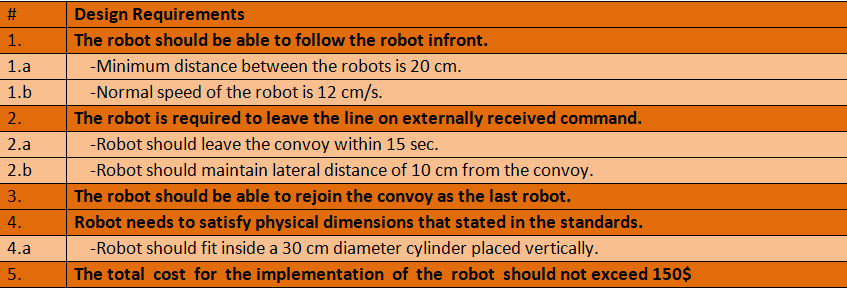 # Design Requirements
1. The robot should be able to follow the robot infront.
1.a -Minimum distance between the robots is 20 cm.
1.b -Normal speed of the robot is 12 cm/s.
2. The robot is required to leave the line on externally received command.
2.a -Robot should leave the convoy within 15 sec.
2.b -Robot should maintain lateral distance of 10 cm from the convoy.
3. The robot should be able to rejoin the convoy as the last robot.
4. Robot needs to satisfy physical dimensions that stated in the standards.
4.a -Robot should fit inside a 30 cm diameter cylinder placed vertically.
5. The total cost for the implementation of the robot should not exceed 150$